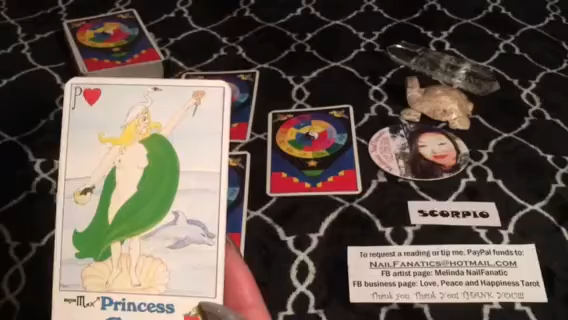 P
Princess
SCORPIO
To request a reading or tip me, PayPal funds to:
NAILFANATICS@HOTMAIL.COM
FB artist page: Melinda NailFanatic
FB business page: Love, Peace and Happiness Tarot
Thank you Thank You! THANK YOU!!!